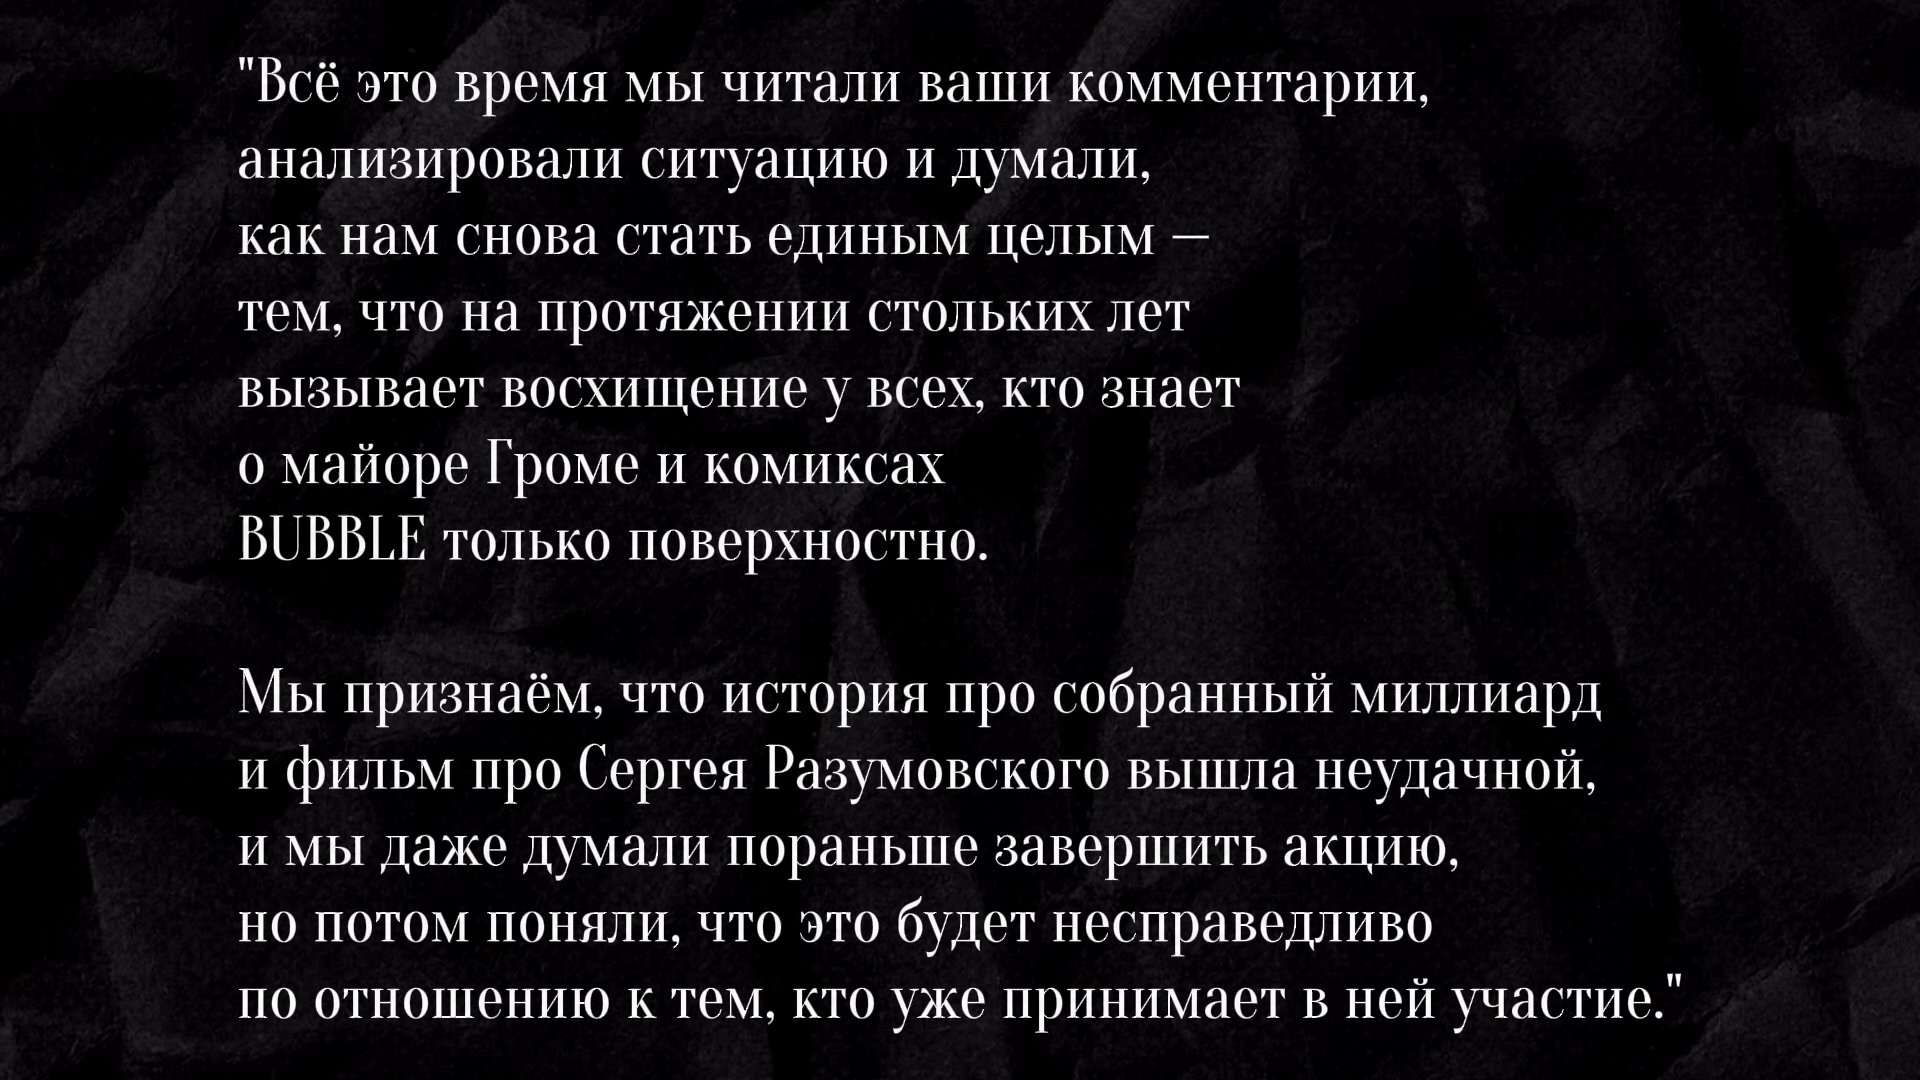 "Всё это время мы читали ваши комментарии,
анализировали ситуацию и думали,
как нам снова стать единым целым —
тем, что на протяжении стольких лет
вызывает восхищение у всех, кто знает
о майоре Громе и комиксах
BUBBLE только поверхностно.
Мы признаём, что история про собранный миллиард
и фильм про Сергея Разумовского вышла неудачной,
и мы даже думали пораньше завершить акцию,
но потом поняли, что это будет несправедливо
по отношению к тем, кто уже принимает в ней участие."